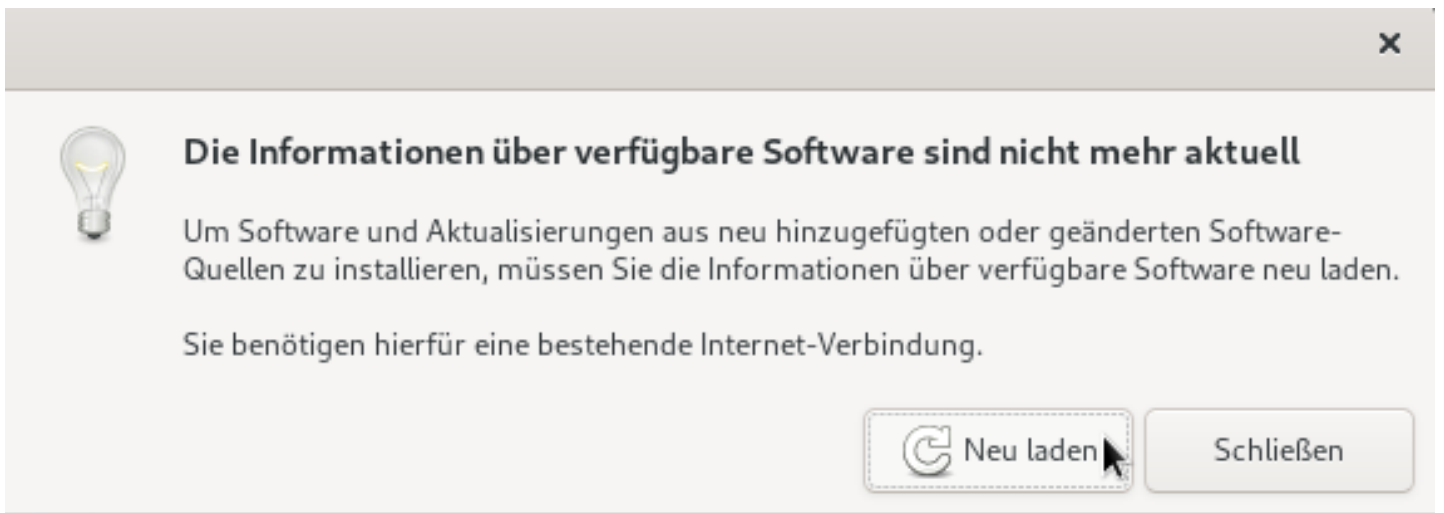 Die Informationen über verfügbare Software sind nicht mehr aktuell
Um Software und Aktualisierungen aus neu hinzugefügten oder geänderten Software-
Quellen zu installieren, müssen Sie die Informationen über verfügbare Software neu laden.
Sie benötigen hierfür eine bestehende Internet-Verbindung.
Neu laden
Schließen